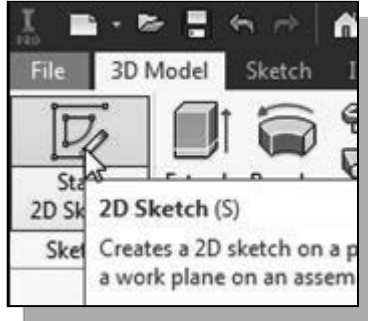 I
PRO
File 3D Model Sketch I
Sta
2D Sk
Sket
2D Sketch (S)
Creates a 2D sketch on a p
a work plane on an assem